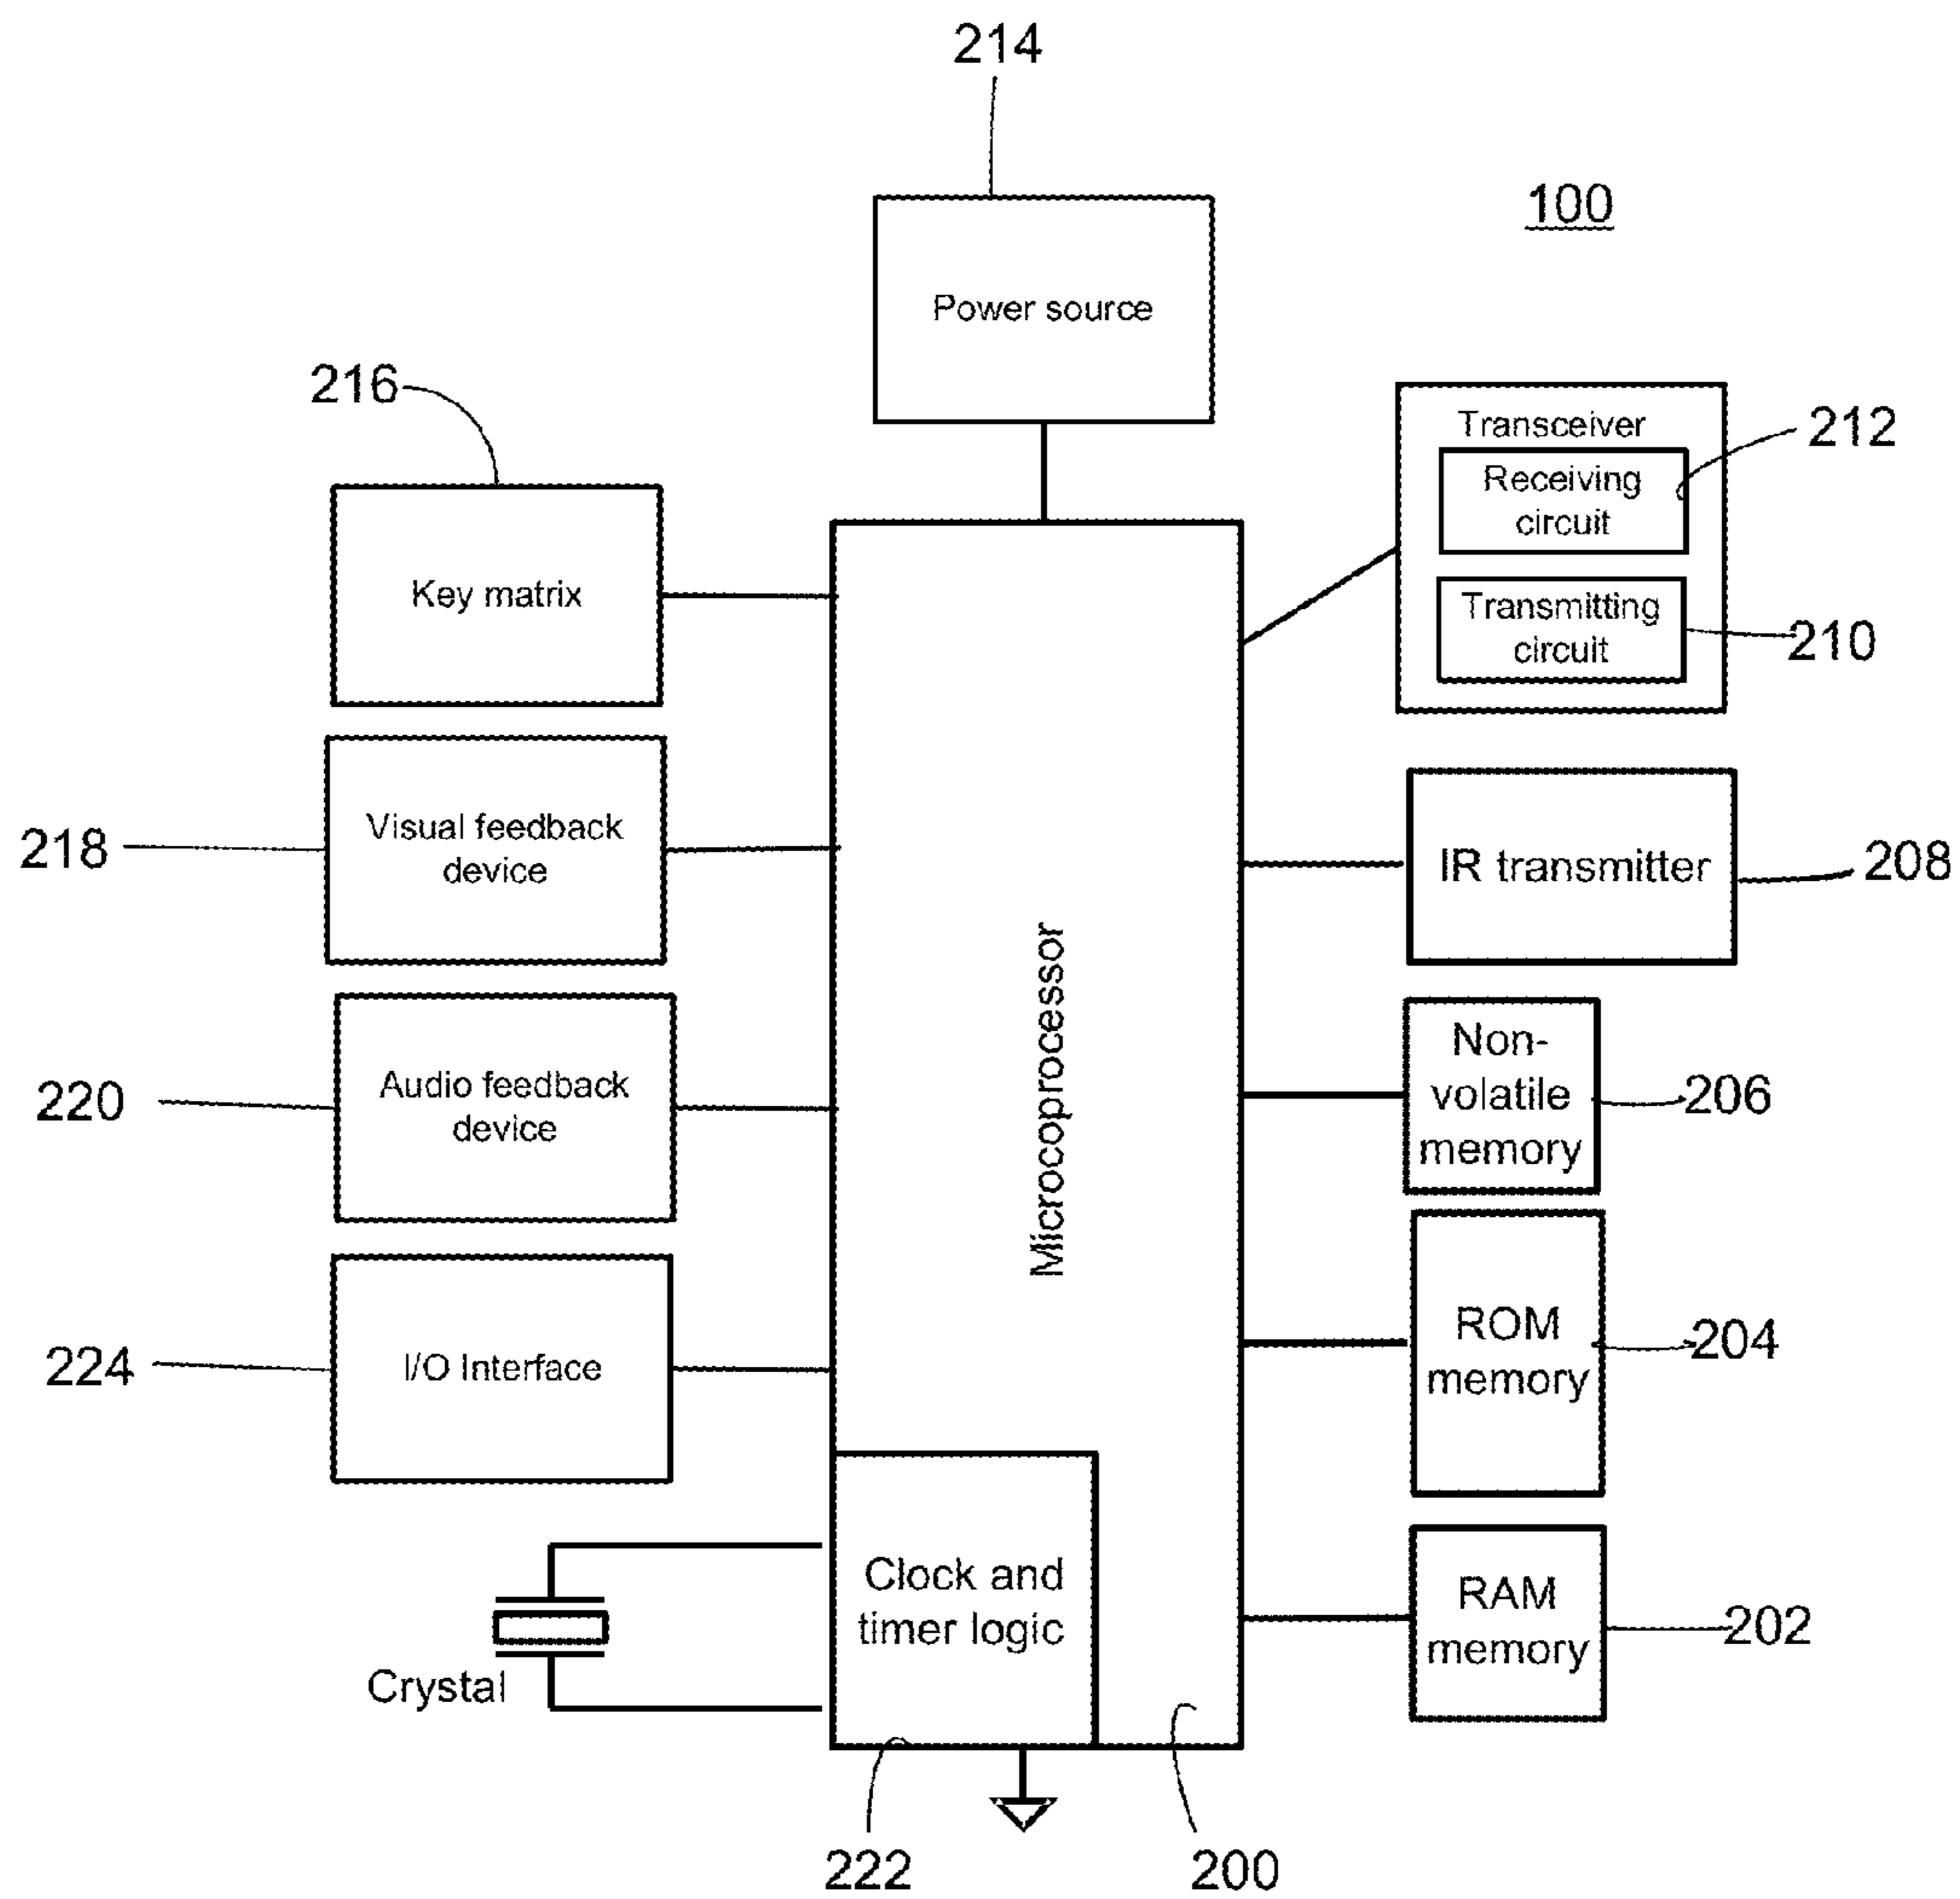 214
100
Power source
216
Transceiver
212
Receiving
circuit
Key matrix
Transmitting
circuit
210
Visual feedback
device
218
IR transmitter
208
Microcoprocessor
Non-
volatile
memory
206
Audio feedback
device
220
ROM
memory
204
I/O Interface
224
Clock and
timer logic
RAM
memory
202
Crystal
222
200